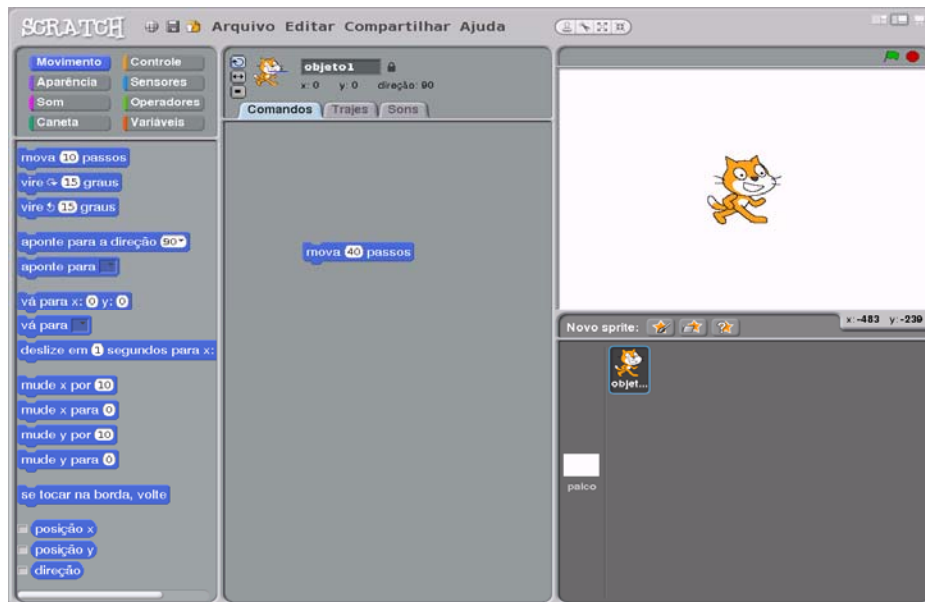 SCRATCH Arquivo Editar Compartilhar Ajuda
Movimento Controle
Aparência Sensores
Som Operadores
Caneta Variáveis
mova 10 passos
vire 15 graus
vire 15 graus
aponte para a direção 90
aponte para
vá para x: 0 y: 0
vá para
deslize em 1 segundos para x:
mude x por 10
mude x para 0
mude y por 10
mude y para 0
se tocar na borda, volte
posição x
posição y
direção
objeto1
x: 0 y: 0 direção: 90
Comandos Trajes Sons
mova 40 passos
x: -483 y: -239
Novo sprite:
objet...
palco